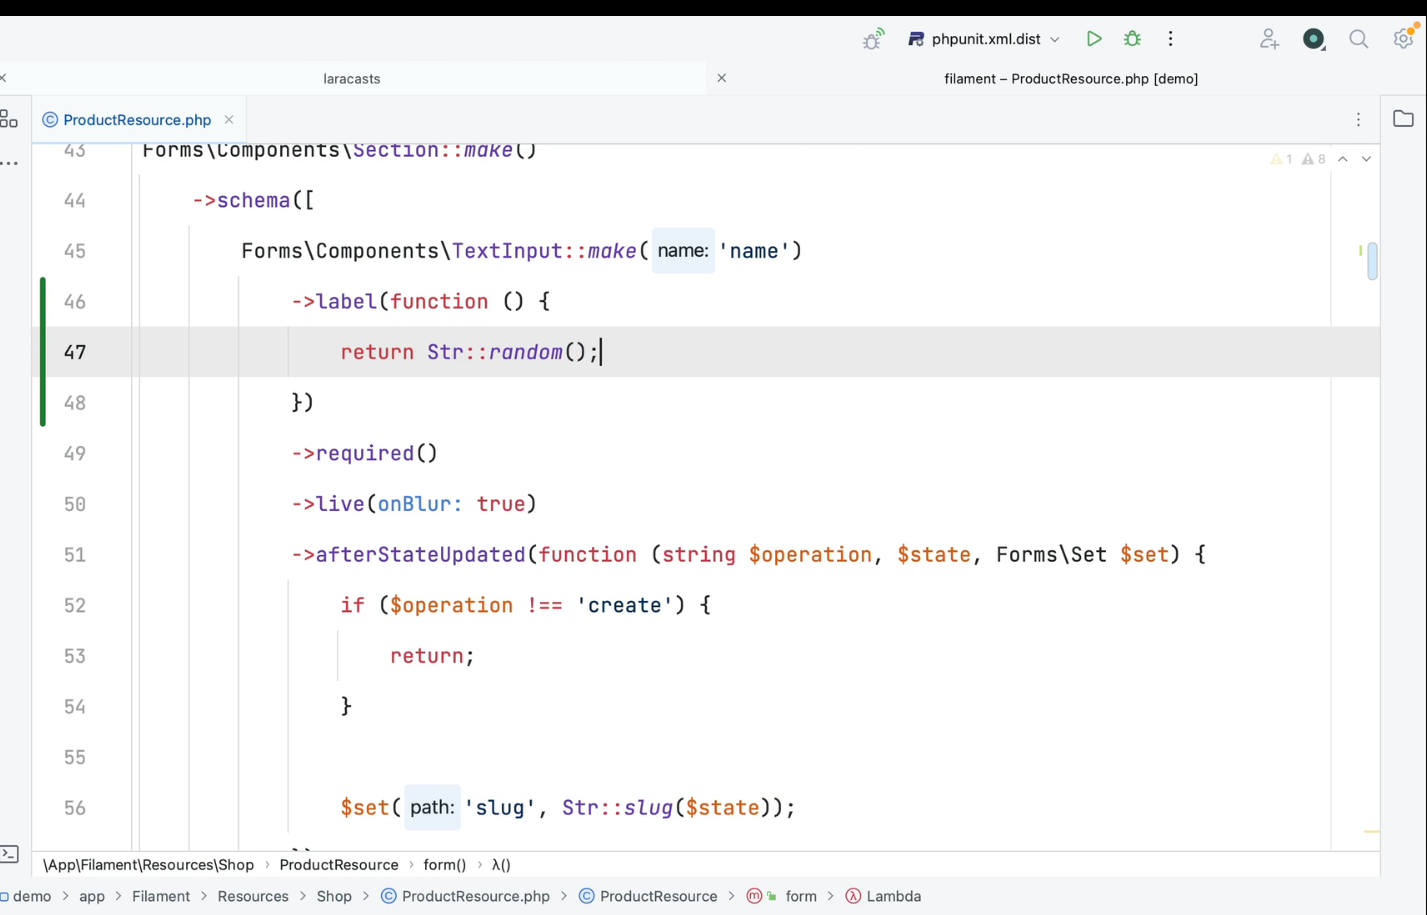 phpunit.xml.dist
laracasts
filament – ProductResource.php [demo]
ProductResource.php
1 8
43 Forms\Components\Section::make()
44 ->schema([
45 Forms\Components\TextInput::make( name: 'name')
46 ->label(function () {
47 return Str::random();
48 })
49 ->required()
50 ->live(onBlur: true)
51 ->afterStateUpdated(function (string $operation, $state, Forms\Set $set) {
52 if ($operation !== 'create') {
53 return;
54 }
55
56 $set( path: 'slug', Str::slug($state));
\App\Filament\Resources\Shop › ProductResource › form() › λ()
demo > app > Filament > Resources > Shop > ProductResource.php > ProductResource > form > Lambda